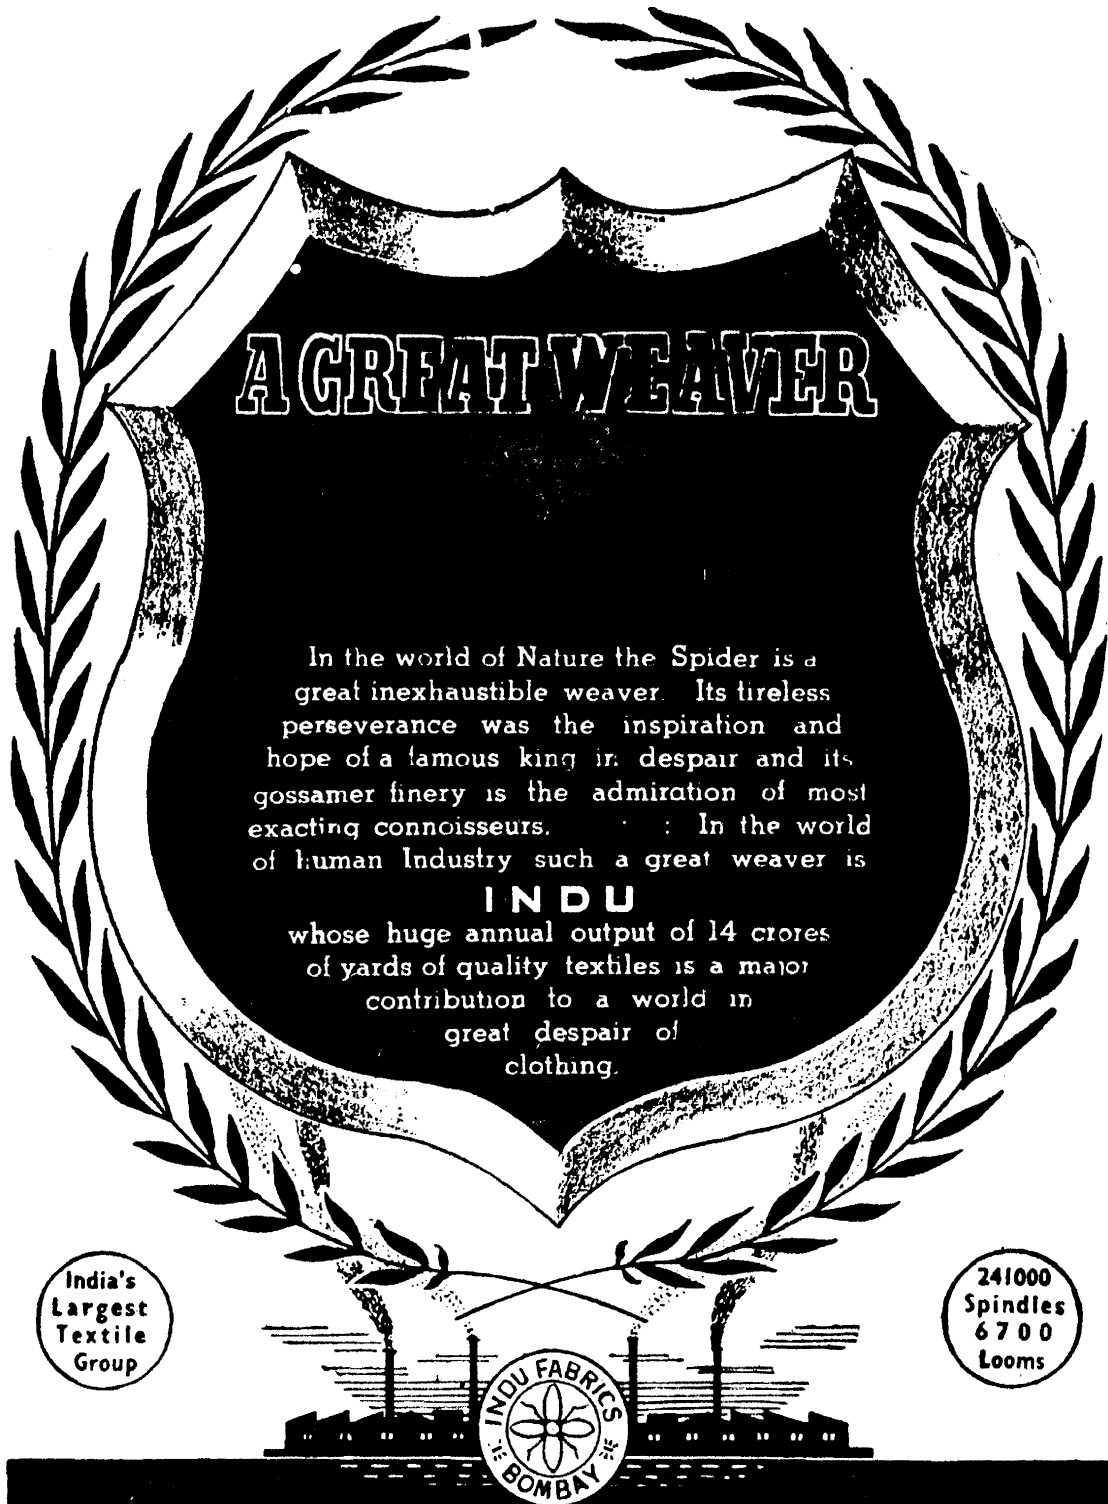 A GREAT WEAVER
In the world of Nature the Spider is a
great inexhaustible weaver. Its tireless
perseverance was the inspiration and
hope of a famous king in despair and its
gossamer finery is the admiration of most
exacting connoisseurs. : In the world
of human Industry such a great weaver is
INDU
whose huge annual output of 14 crores
of yards of quality textiles is a major
contribution to a world in
great despair of
clothing.
India's
Largest
Textile
Group
241000
Spindles
6700
Looms
INDU FABRICS
BOMBAY